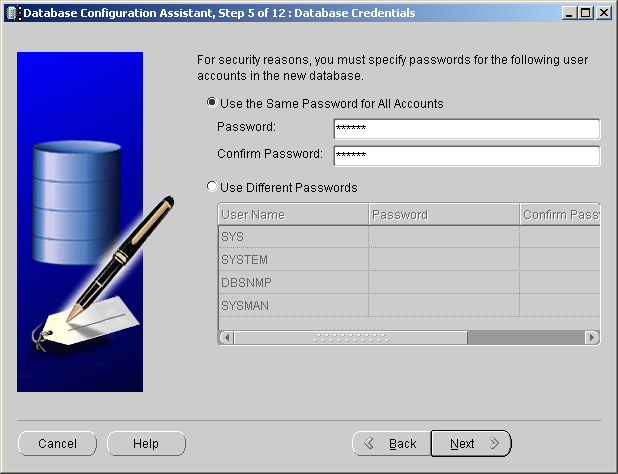 Database Configuration Assistant, Step 5 of 12 : Database Credentials
For security reasons, you must specify passwords for the following user
accounts in the new database.
Use the Same Password for All Accounts
Password: ******
Confirm Password: ******
Use Different Passwords
User Name Password Confirm Passw
SYS
SYSTEM
DBSNMP
SYSMAN
Cancel Help Back Next